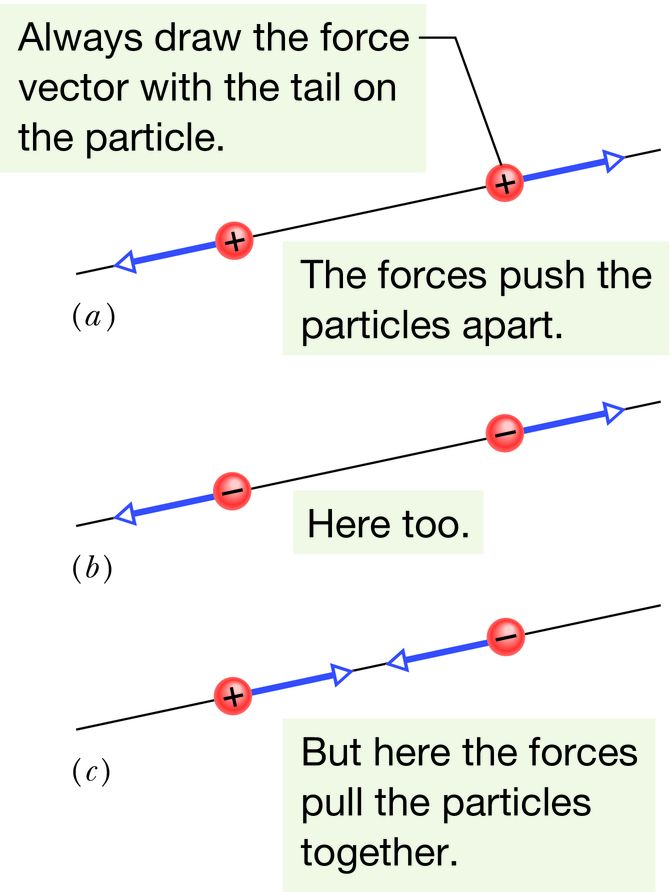 Always draw the force
vector with the tail on
the particle.
+
+
The forces push the
particles apart.
(a)
−
−
Here too.
(b)
−
+
But here the forces
pull the particles
together.
(c)